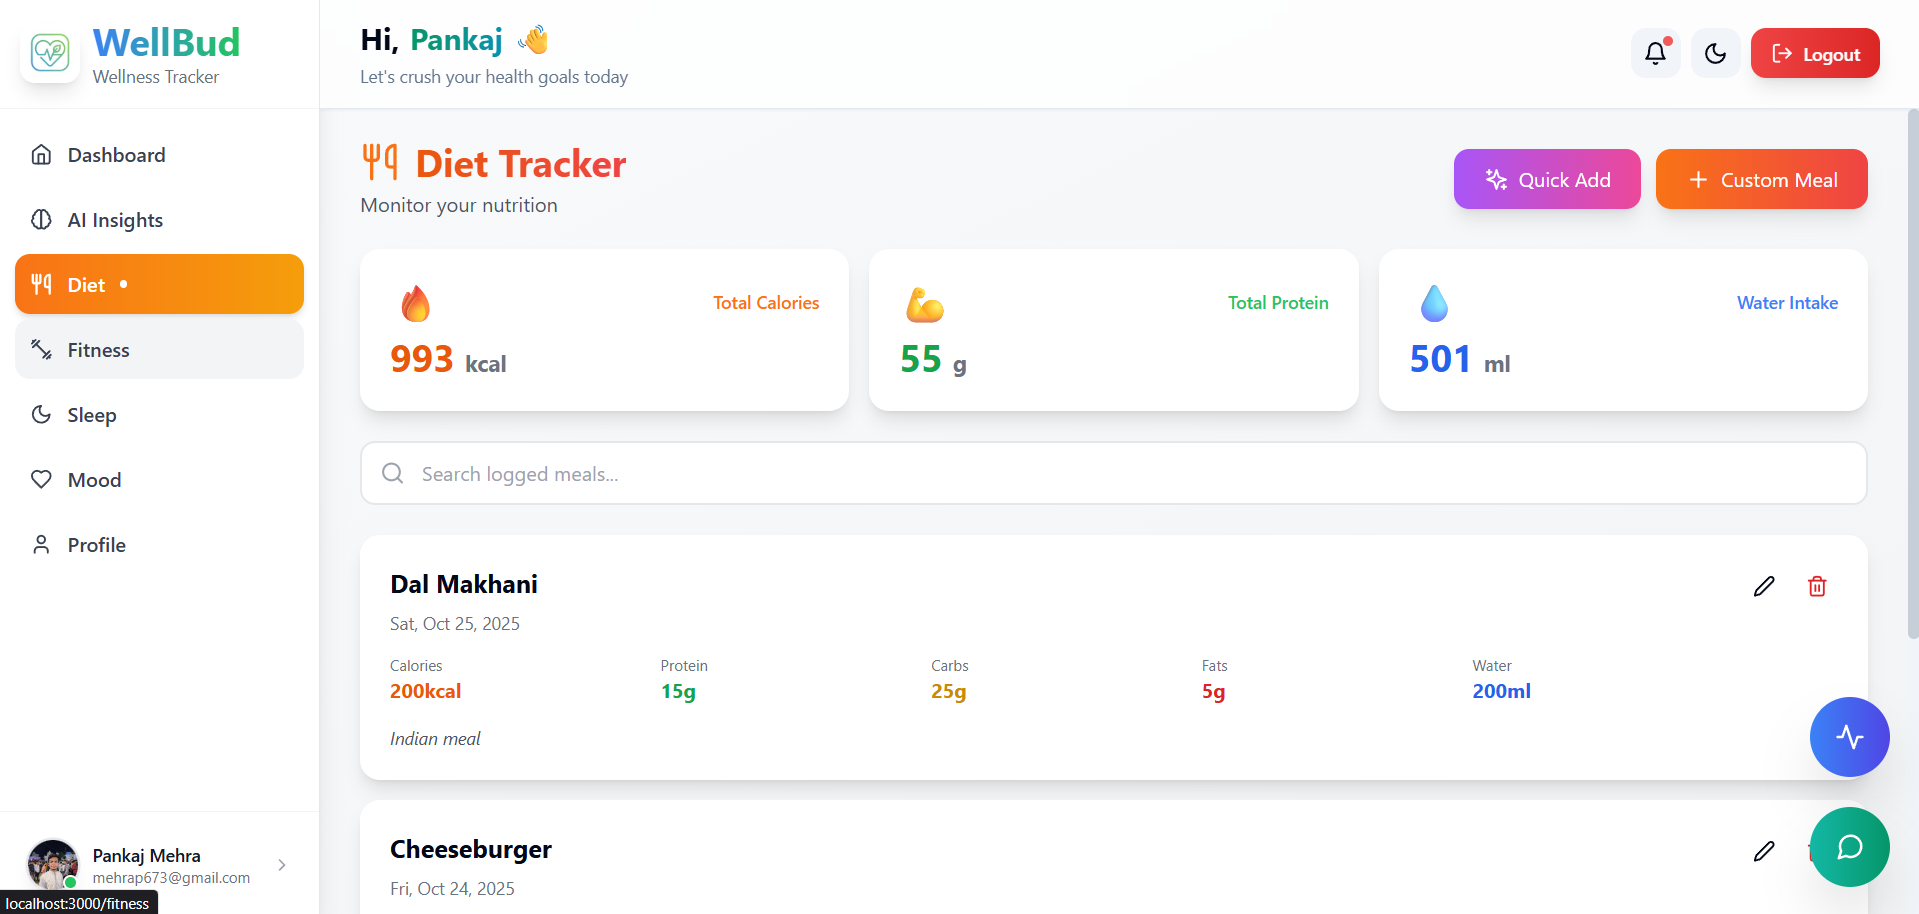 WellBud
Wellness Tracker
Dashboard
AI Insights
Diet
Fitness
Sleep
Mood
Profile
Pankaj Mehra
mehrap673@gmail.com
localhost:3000/fitness
Hi, Pankaj 👋
Let's crush your health goals today
Logout
Diet Tracker
Monitor your nutrition
Quick Add
Custom Meal
Total Calories
993 kcal
Total Protein
55 g
Water Intake
501 ml
Search logged meals...
Dal Makhani
Sat, Oct 25, 2025
Calories
200kcal
Protein
15g
Carbs
25g
Fats
5g
Water
200ml
Indian meal
Cheeseburger
Fri, Oct 24, 2025